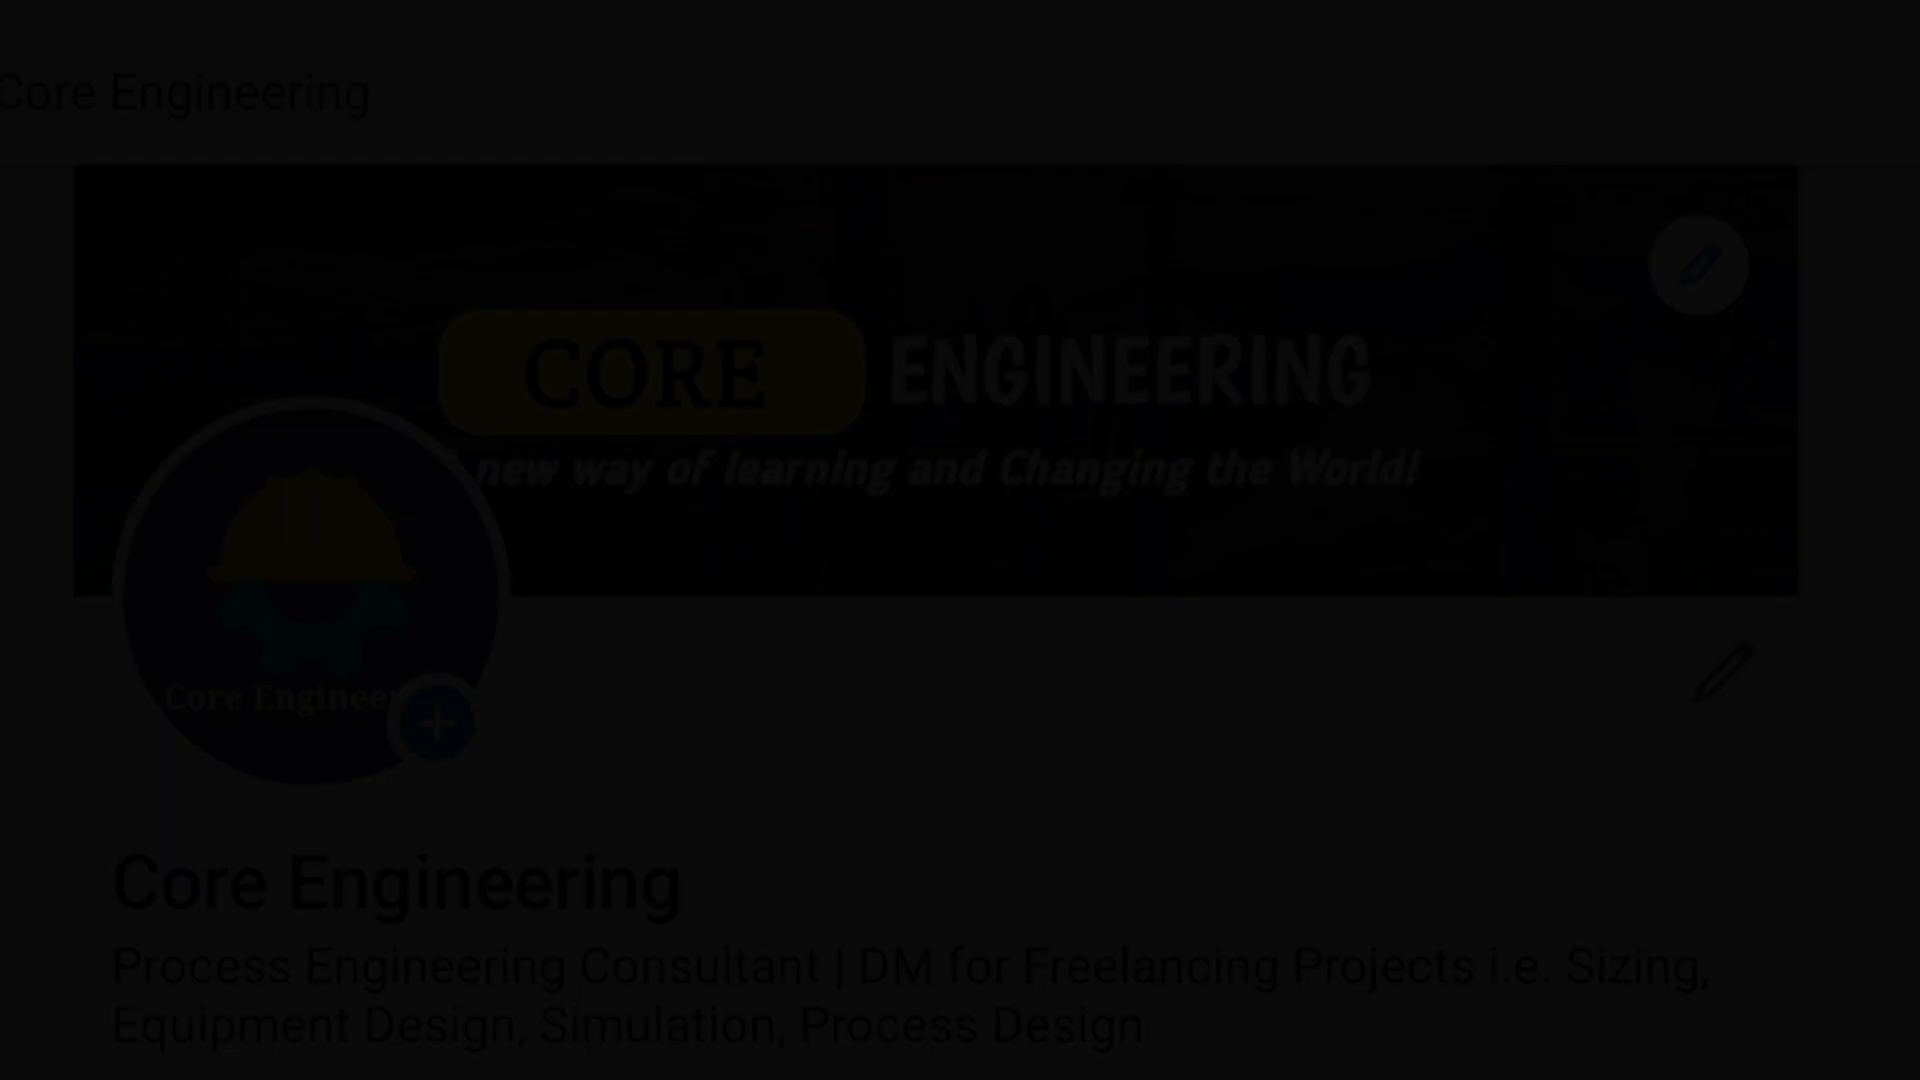 Core Engineering
CORE ENGINEERING
new way of learning and Changing the World!
Core Engineer
Core Engineering
Process Engineering Consultant | DM for Freelancing Projects i.e. Sizing,
Equipment Design, Simulation, Process Design